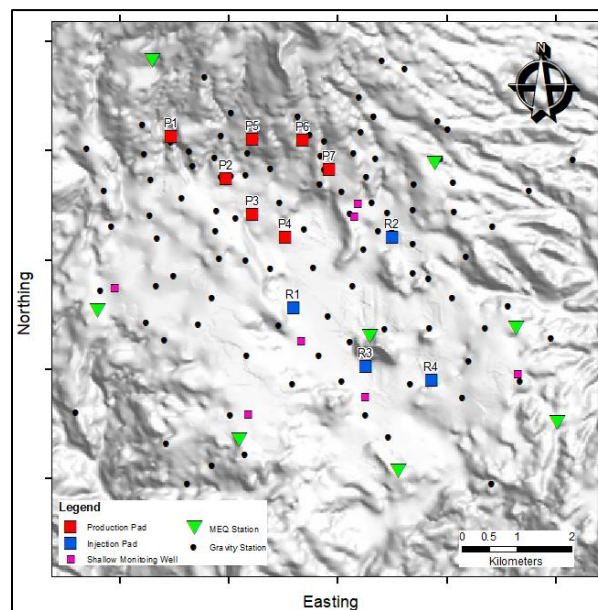 N
P1
P5
P6
P7
P2
P3
P4
R2
R1
R3
R4
Northing
Legend
Production Pad
Injection Pad
Shallow Monitoing Well
MEQ Station
Gravity Station
0 0.5 1 2
Kilometers
Easting